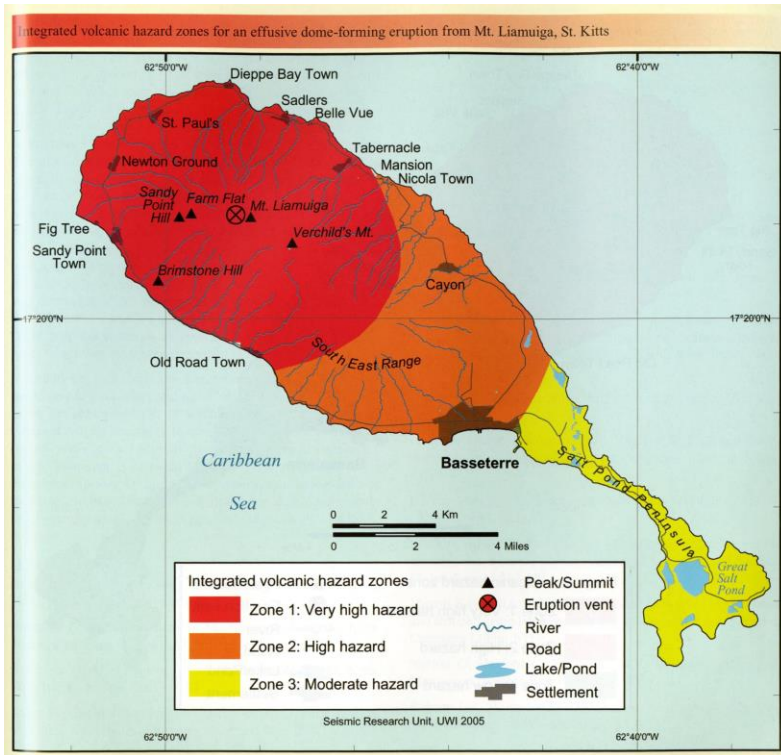 Integrated volcanic hazard zones for an effusive dome-forming eruption from Mt. Liamuiga, St. Kitts
62°50'0"W
62°40'0"W
Dieppe Bay Town
Sadlers
Belle Vue
St. Paul's
Tabernacle
Mansion
Newton Ground
Nicola Town
Sandy
Point
Hill
Farm Flat
Mt. Liamuiga
Fig Tree
Verchild's Mt.
Sandy Point
Town
Brimstone Hill
Cayon
17°20'0"N
17°20'0"N
Old Road Town
South East Range
Caribbean
Sea
Basseterre
Salt Pond Peninsula
0 2 4 Km
0 2 4 Miles
Great
Salt
Pond
Integrated volcanic hazard zones
Zone 1: Very high hazard
Zone 2: High hazard
Zone 3: Moderate hazard
Peak/Summit
Eruption vent
River
Road
Lake/Pond
Settlement
Seismic Research Unit, UWI 2005
62°50'0"W
62°40'0"W